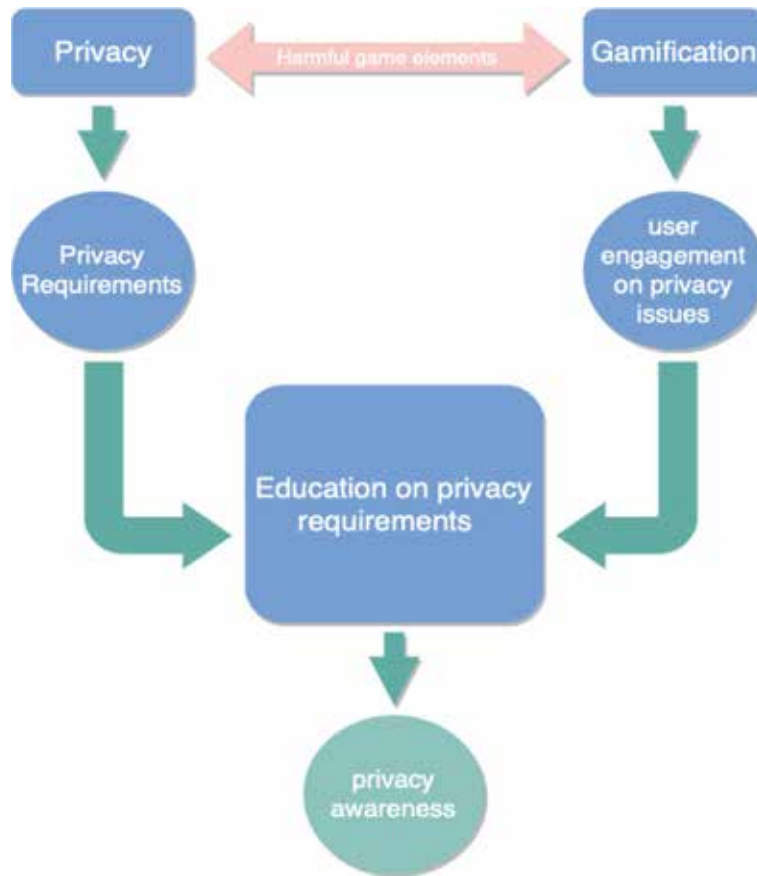 Privacy
Harmful game elements
Gamification
Privacy
Requirements
user
engagement
on privacy
issues
Education on privacy
requirements
privacy
awareness